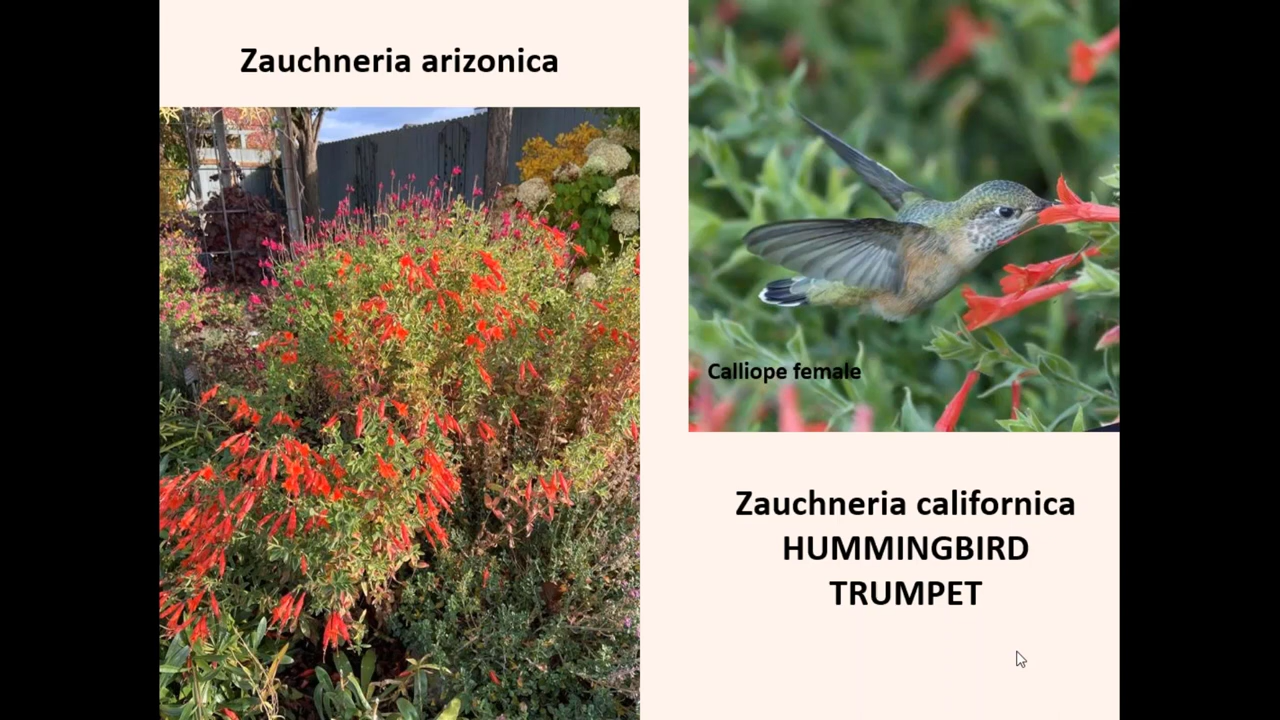 Zauchneria arizonica
Calliope female
Zauchneria californica
HUMMINGBIRD
TRUMPET